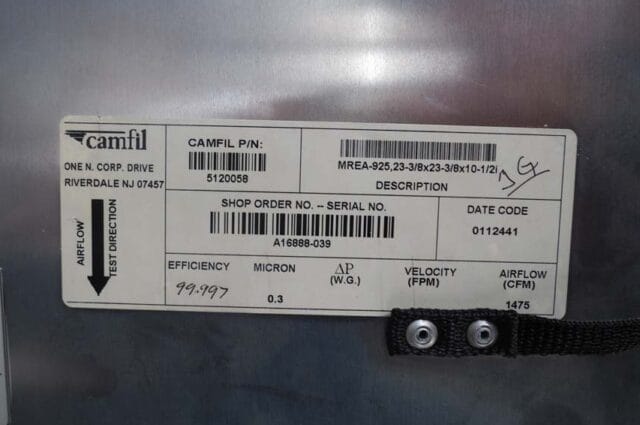 camfil
ONE N. CORP. DRIVE
RIVERDALE NJ 07457
AIRFLOW
TEST DIRECTION
CAMFIL P/N:
5120058
MREA-925,23-3/8x23-3/8x10-1/2
DESCRIPTION
SHOP ORDER NO. -- SERIAL NO.
A16888-039
DATE CODE
0112441
EFFICIENCY
99.997
MICRON
0.3
ΔP
(W.G.)
VELOCITY
(FPM)
AIRFLOW
(CFM)
1475